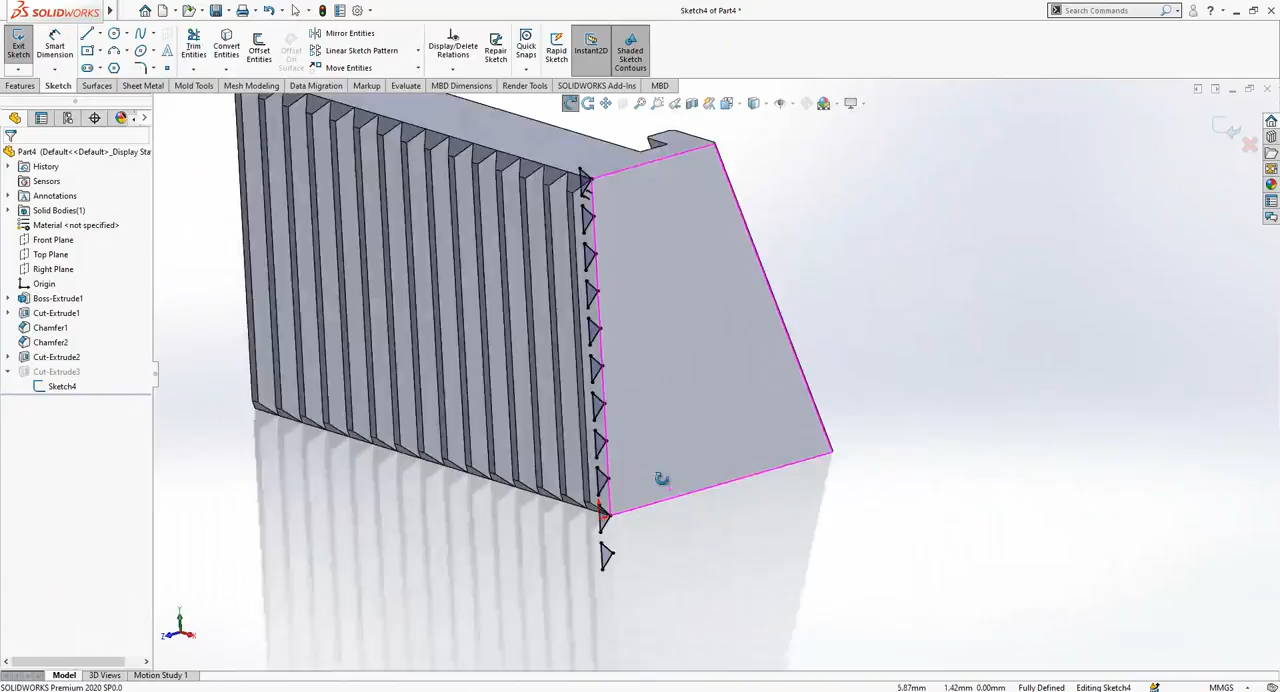 SOLIDWORKS
Sketch4 of Part4 *
Search Commands
Exit Sketch
Smart Dimension
Trim Entities
Convert Entities
Offset Entities
Offset On Surface
Mirror Entities
Linear Sketch Pattern
Move Entities
Display/Delete Relations
Repair Sketch
Quick Snaps
Rapid Sketch
Instant2D
Shaded Sketch Contours
Features Sketch Surfaces Sheet Metal Mold Tools Mesh Modeling Data Migration Markup Evaluate MBD Dimensions Render Tools SOLIDWORKS Add-Ins MBD
Part4 (Default<<Default>_Display Sta
History
Sensors
Annotations
Solid Bodies(1)
Material <not specified>
Front Plane
Top Plane
Right Plane
Origin
Boss-Extrude1
Cut-Extrude1
Chamfer1
Chamfer2
Cut-Extrude2
Cut-Extrude3
Sketch4
Y
Z
X
Model 3D Views Motion Study 1
SOLIDWORKS Premium 2020 SP0.0
5.87mm 1.42mm 0.00mm Fully Defined Editing Sketch4 MMGS